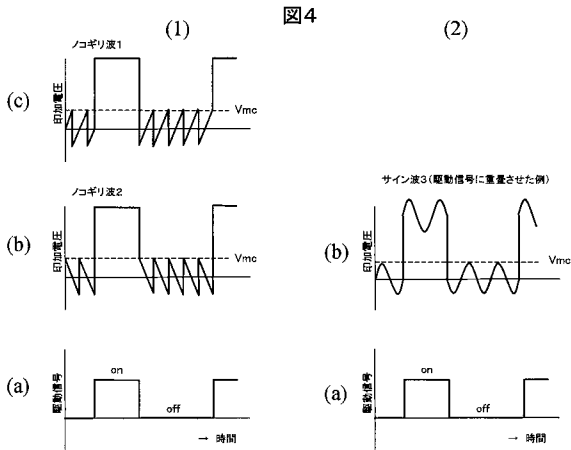 図4
(1)
(2)
ノコギリ波1
(c)
印加電圧
Vmc
ノコギリ波2
(b)
印加電圧
Vmc
サイン波3(駆動信号に重畳させた例)
(b)
印加電圧
Vmc
(a)
駆動信号
on
off
→ 時間
(a)
駆動信号
on
off
→ 時間